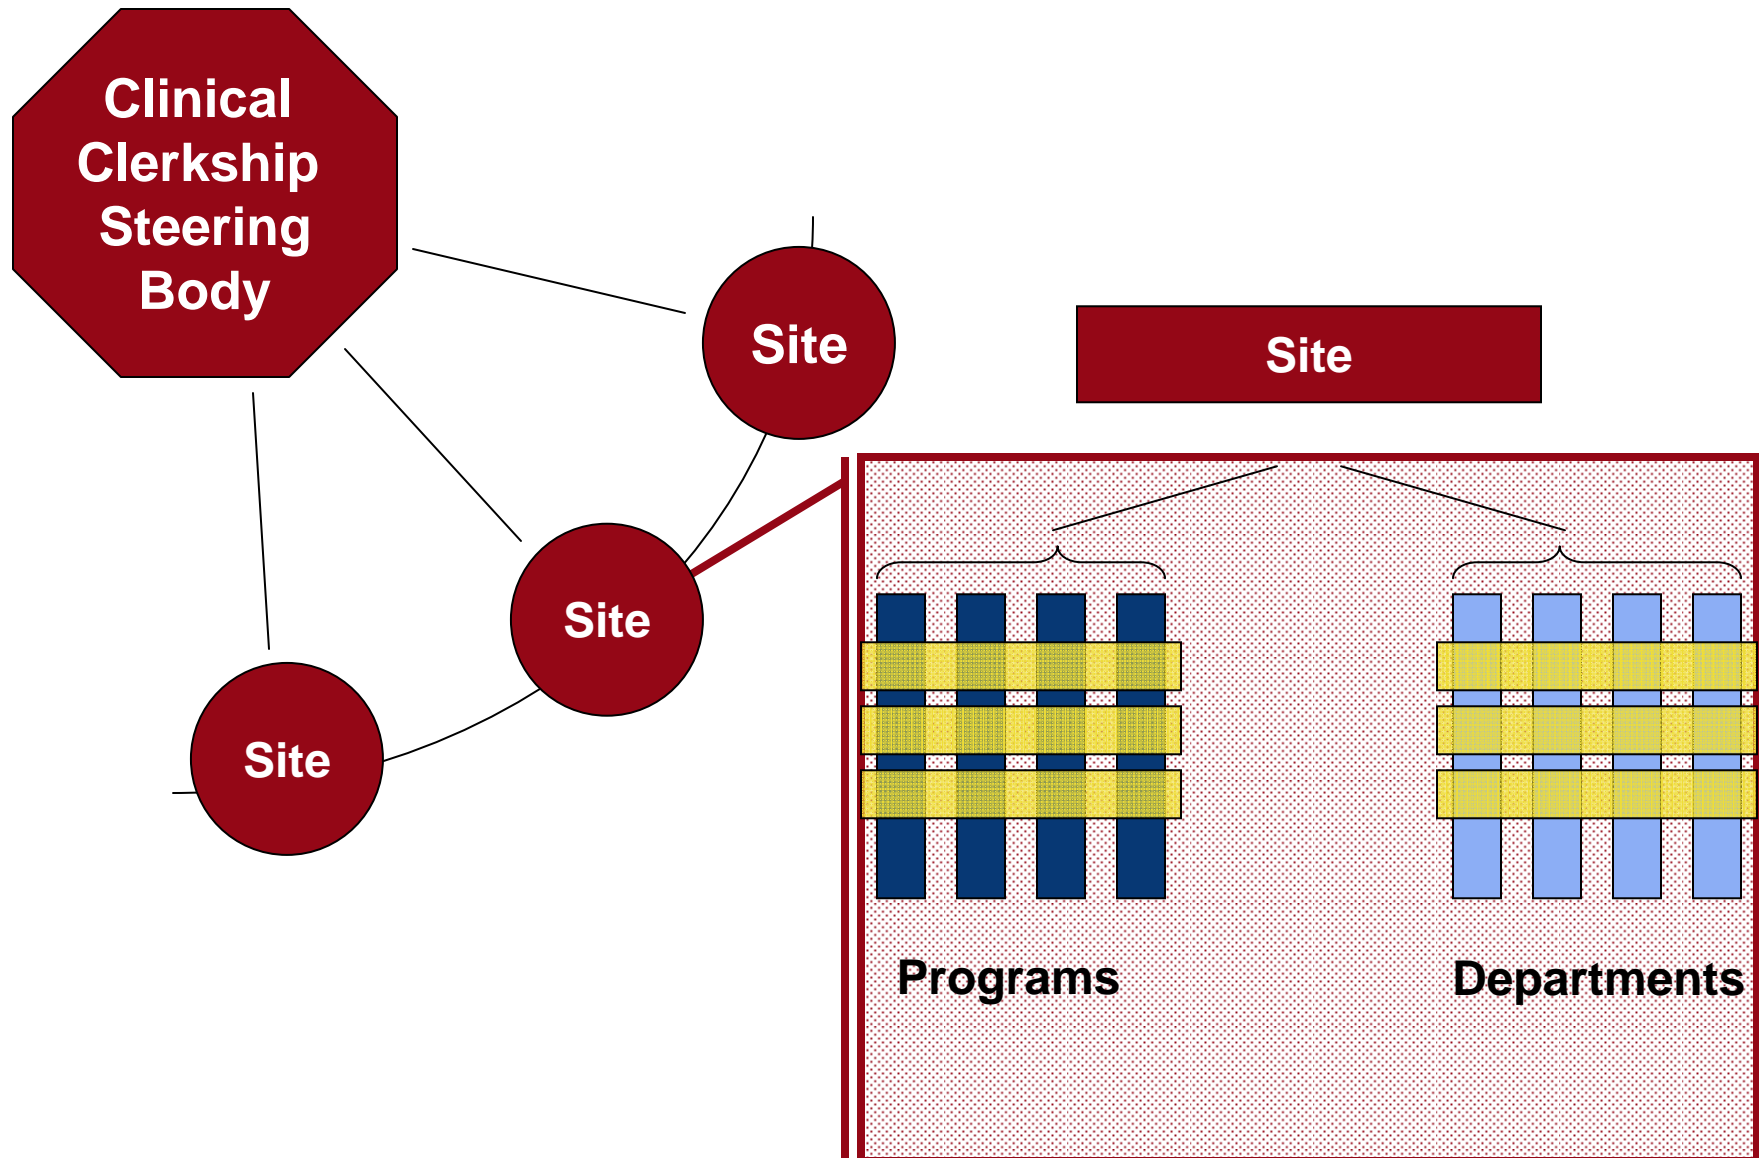 Clinical
Clerkship
Steering
Body
Site
Site
Site
Site
Programs
Departments